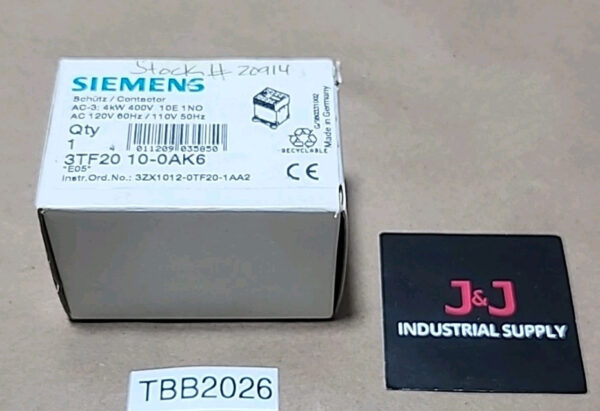 Stock # 20914
SIEMENS
Schütz / Contactor
AC-3: 4kW 400V 10E 1NO
AC 120V 60Hz / 110V 50Hz
Qty
1
4 011209 035850
3TF20 10-0AK6
"E05"
Instr.Ord.No.: 3ZX1012-0TF20-1AA2
RECYCLABLE
Made in Germany
CE
J&J
INDUSTRIAL SUPPLY
TBB2026